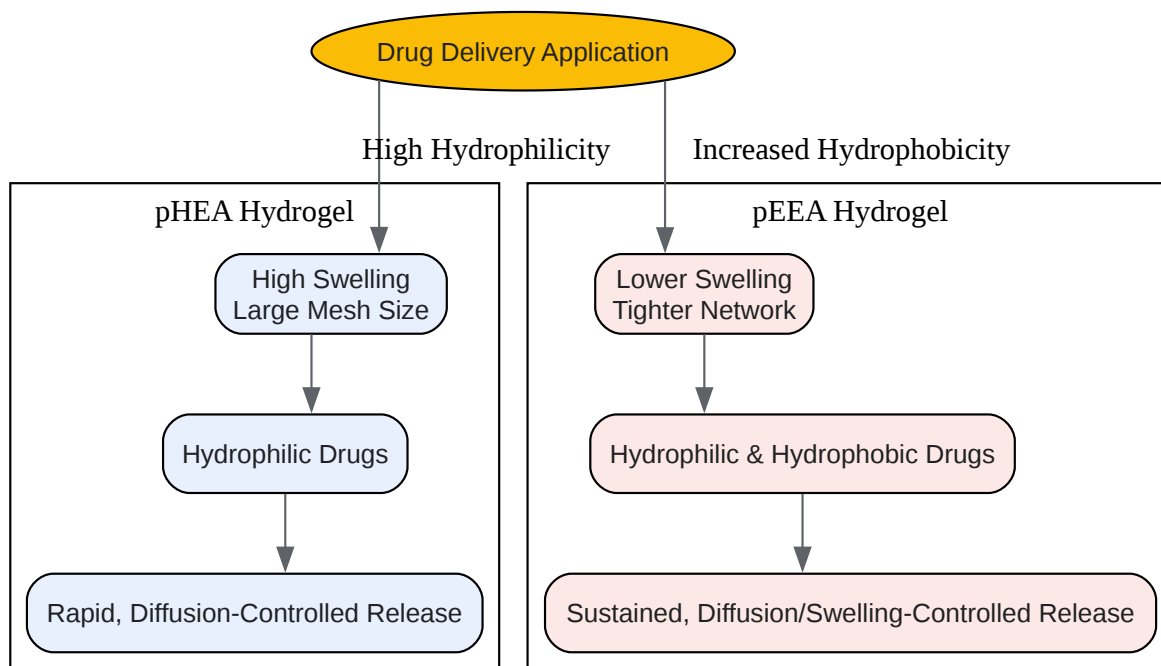 Drug Delivery Application
High Hydrophilicity
Increased Hydrophobicity
pHEA Hydrogel
High Swelling
Large Mesh Size
Hydrophilic Drugs
Rapid, Diffusion-Controlled Release
pEEA Hydrogel
Lower Swelling
Tighter Network
Hydrophilic & Hydrophobic Drugs
Sustained, Diffusion/Swelling-Controlled Release